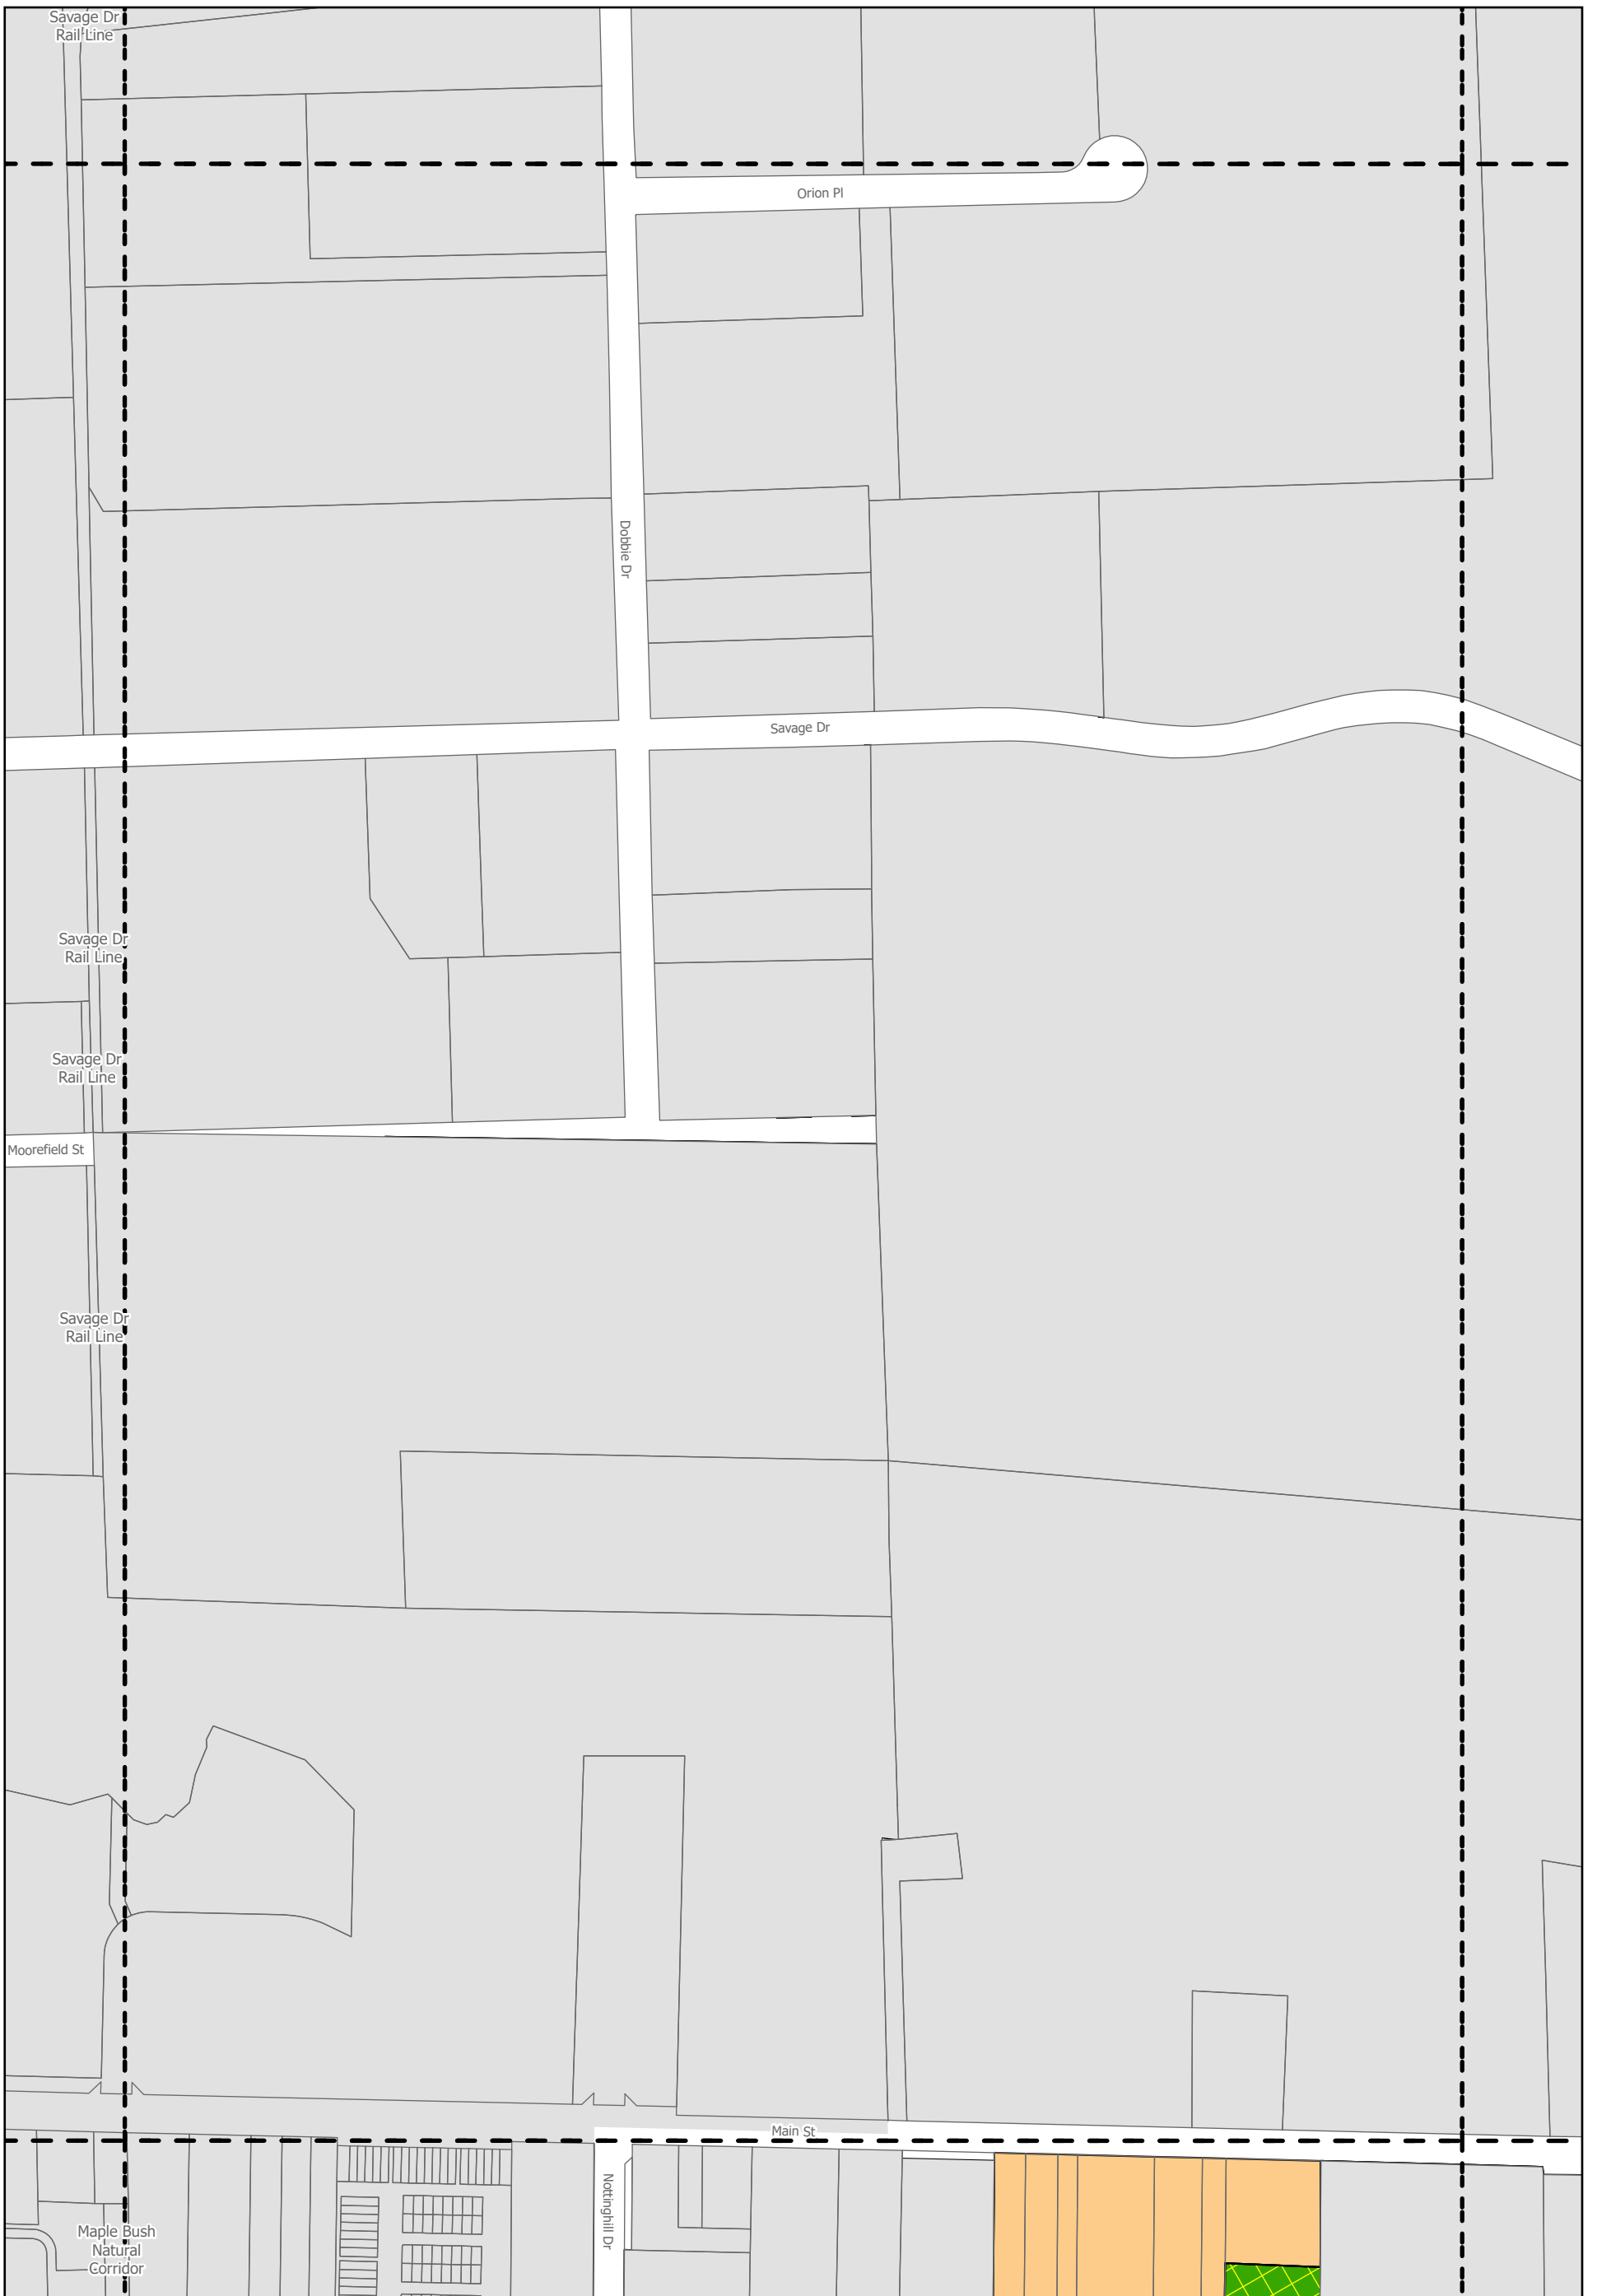 Savage Dr
Rail Line
Orion Pl
Dobbie Dr
Savage Dr
Savage Dr
Rail Line
Savage Dr
Rail Line
Moorefield St
Savage Dr
Rail Line
Main St
Nottinghill Dr
Maple Bush
Natural
Corridor